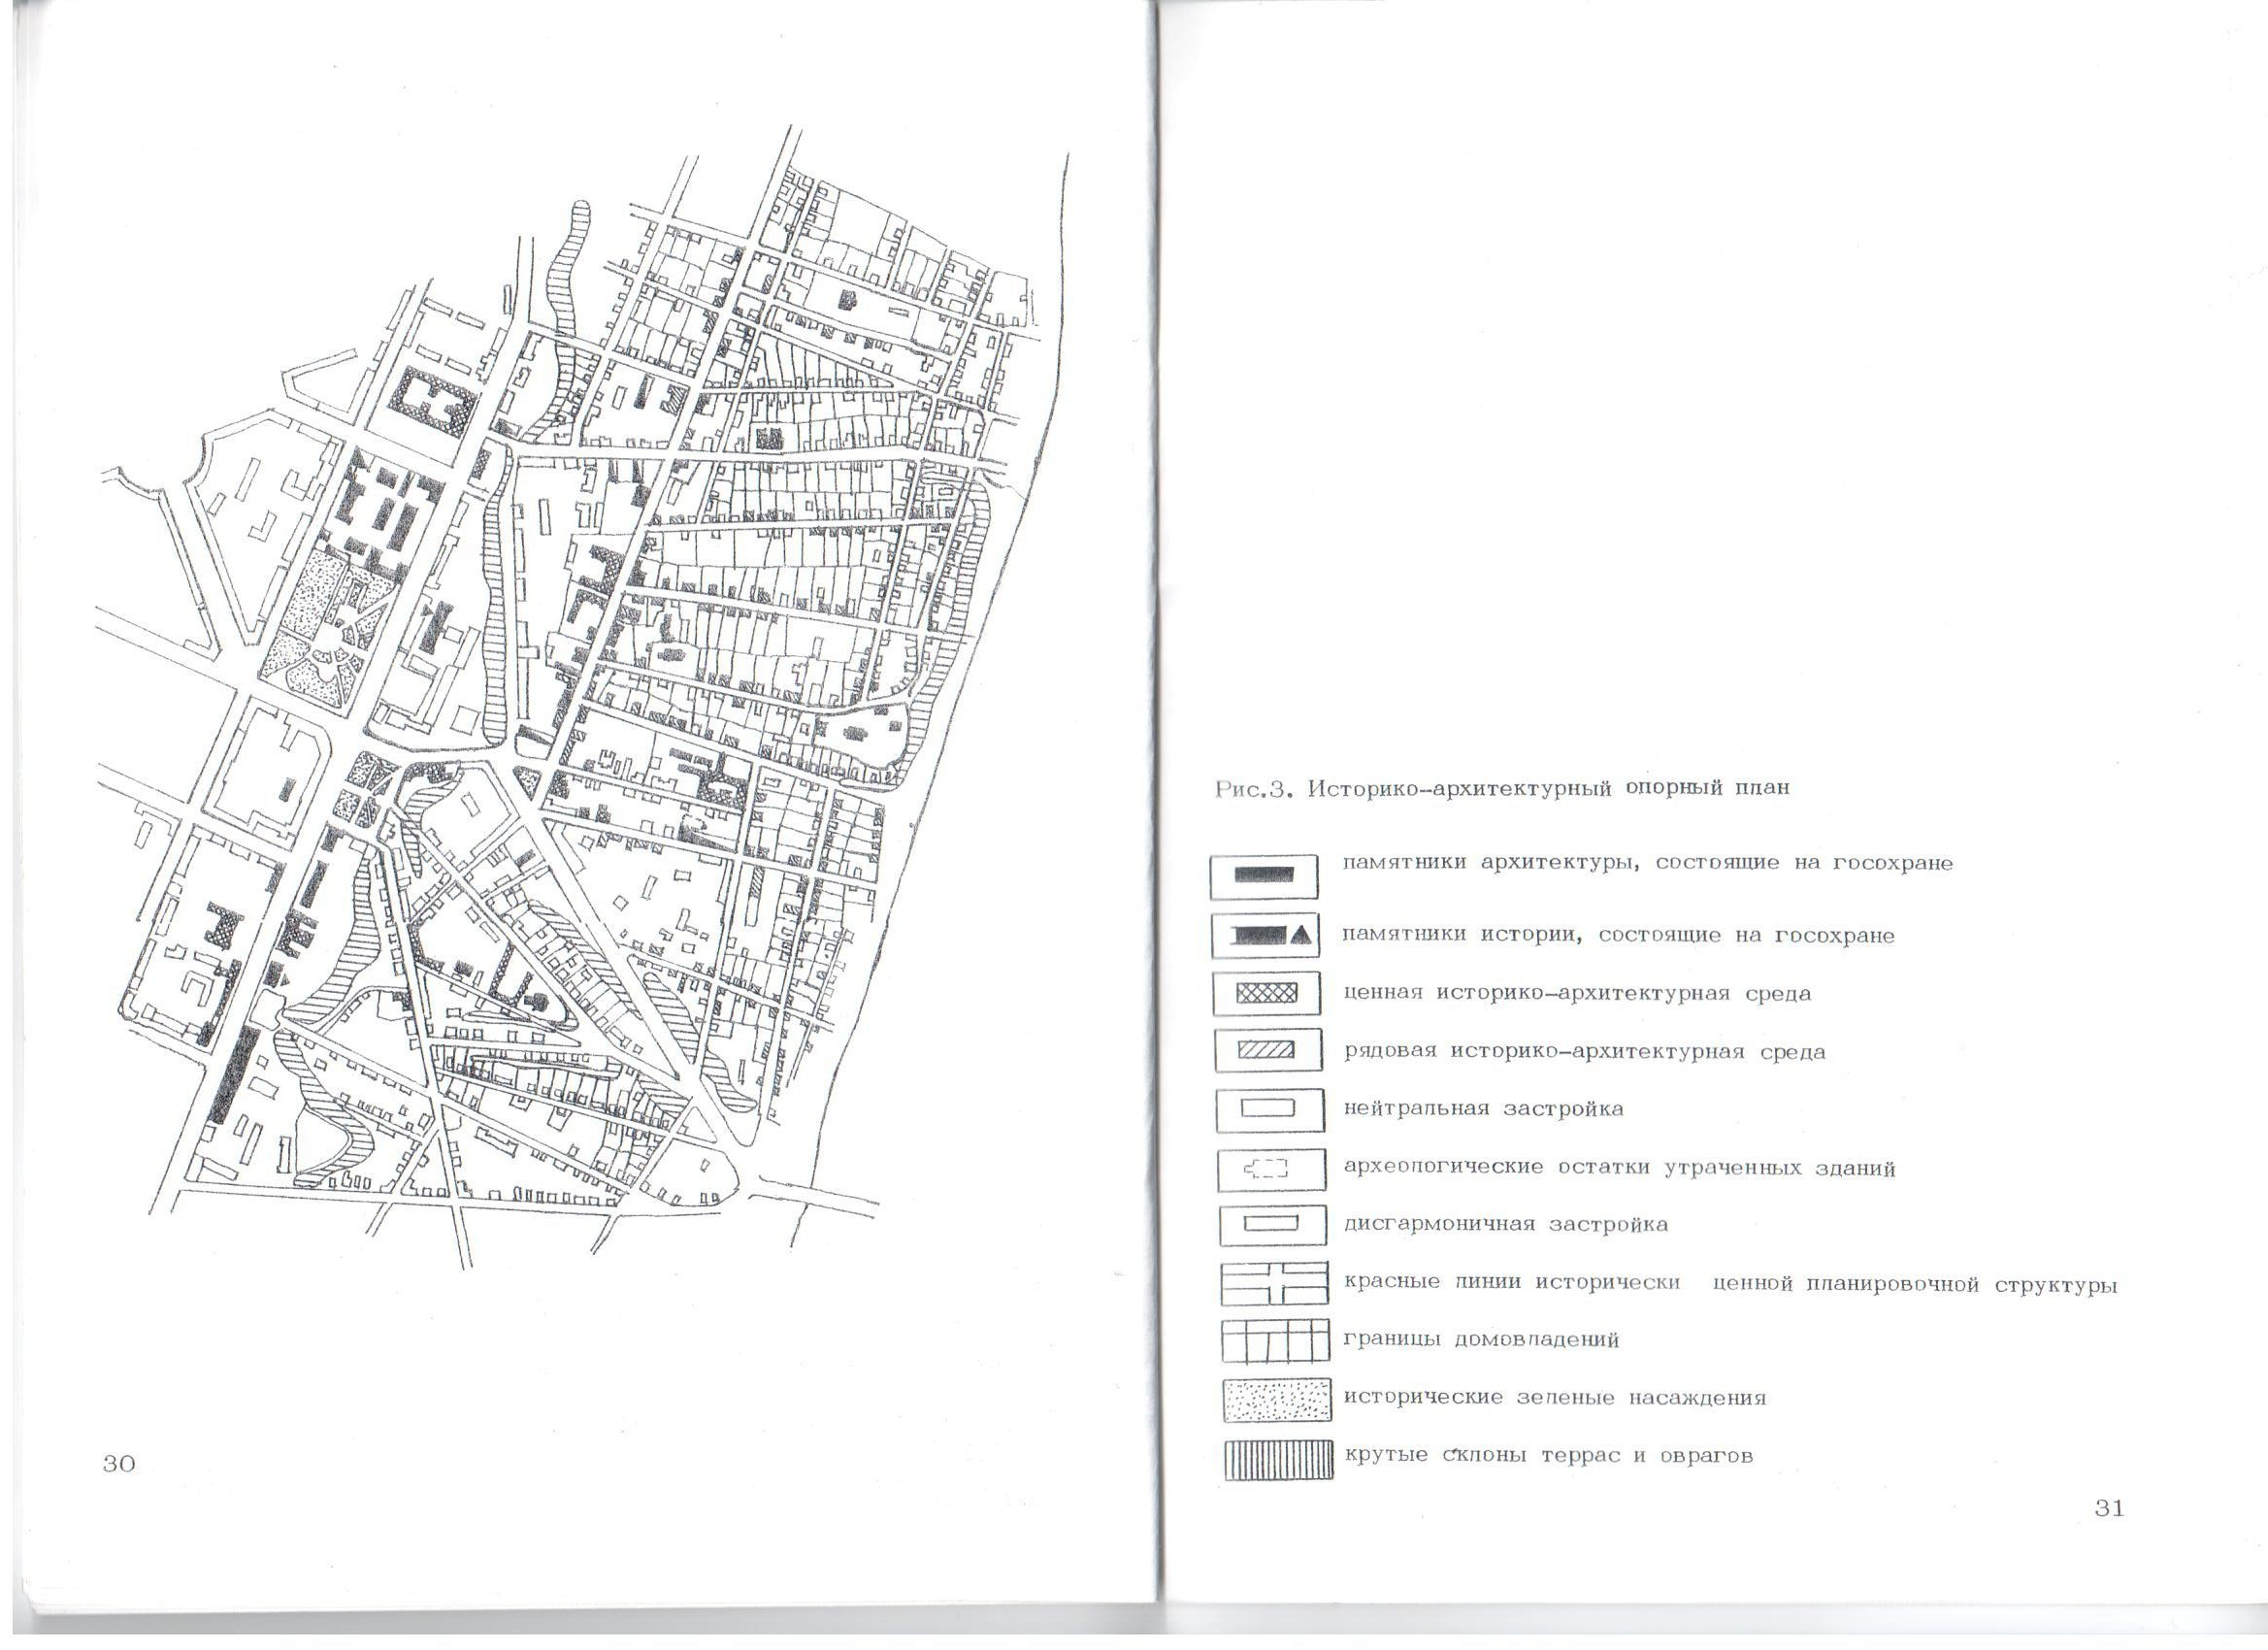 30
Рис.3. Историко-архитектурный опорный план
памятники архитектуры, состоящие на госохране
памятники истории, состоящие на госохране
ценная историко-архитектурная среда
рядовая историко-архитектурная среда
нейтральная застройка
археологические остатки утраченных зданий
дисгармоничная застройка
красные линии исторически ценной планировочной структуры
границы домовладений
исторические зеленые насаждения
крутые склоны террас и оврагов
31